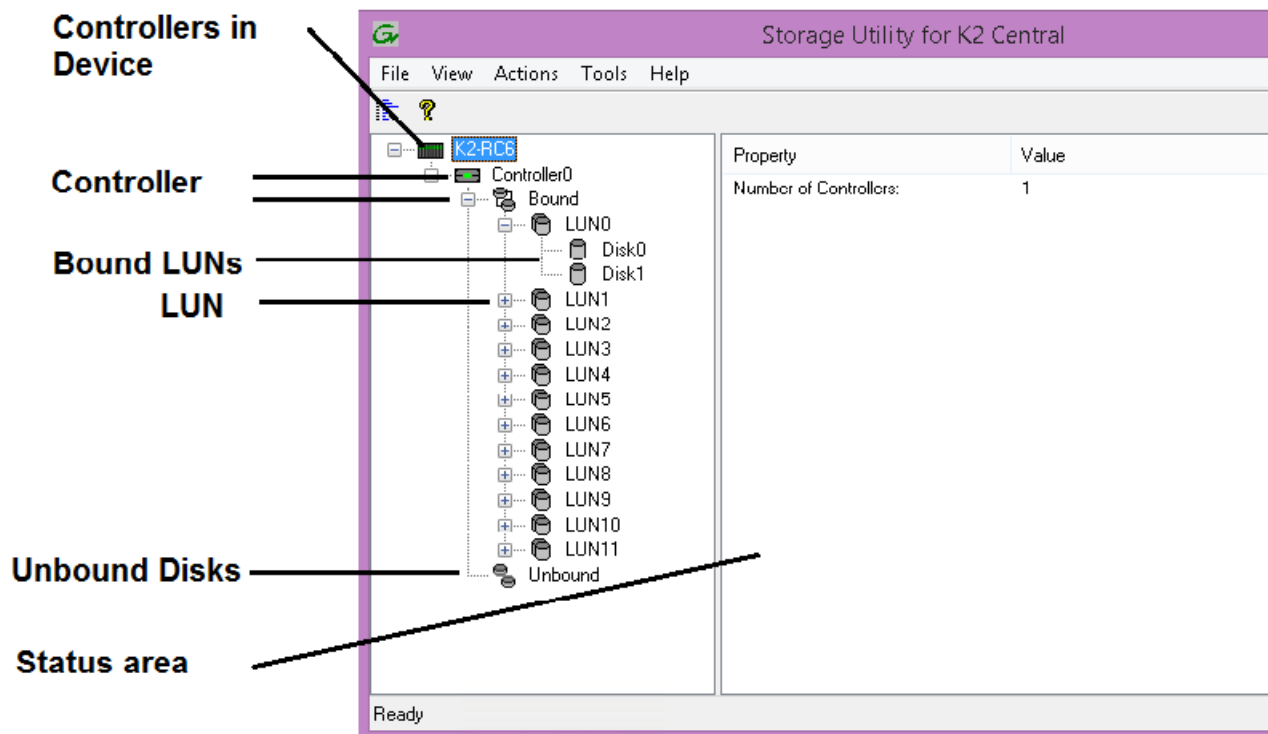 Controllers in
Device
Controller
Bound LUNs
LUN
Unbound Disks
Status area
Storage Utility for K2 Central
File View Actions Tools Help
K2-RC6
Controller0
Bound
LUN0
Disk0
Disk1
LUN1
LUN2
LUN3
LUN4
LUN5
LUN6
LUN7
LUN8
LUN9
LUN10
LUN11
Unbound
Property Value
Number of Controllers: 1
Ready